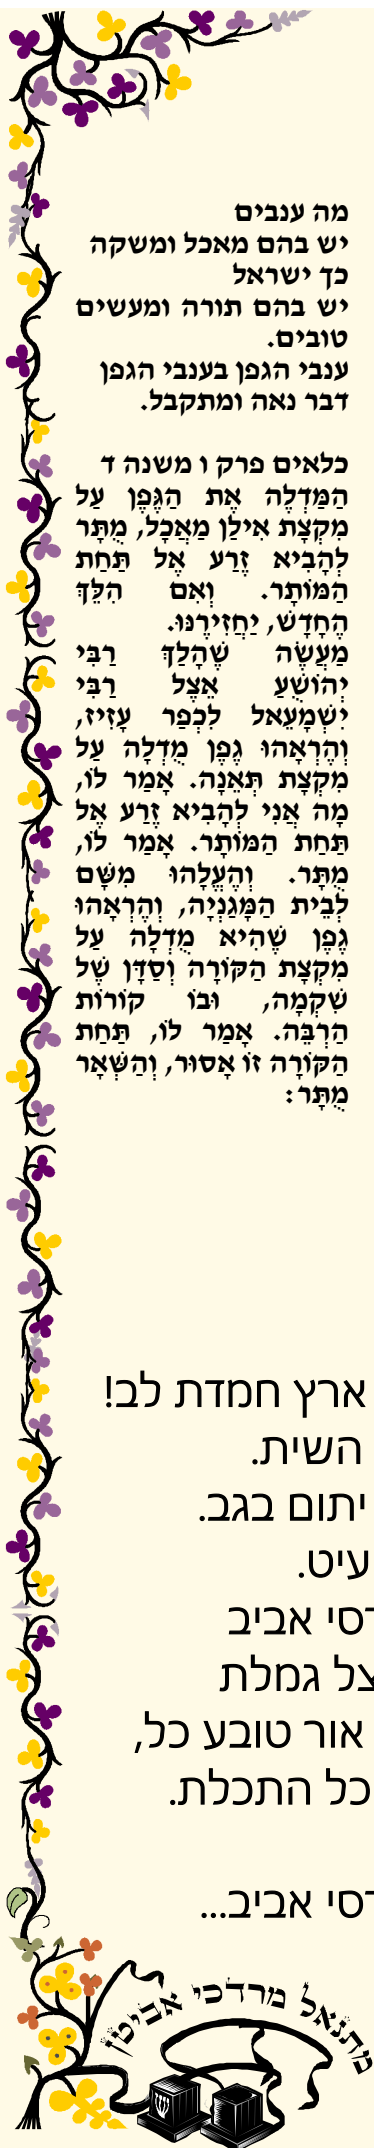 מה ענבים
יש בהם מאכל ומשקה
כך ישראל
יש בהם תורה ומעשים
טובים.
ענבי הגפן בענבי הגפן
דבר נאה ומתקבל.
כלאים פרק ו משנה ד
הַמַּדְלֶה אֶת הַגֶּפֶן עַל
מִקְצָת אִילַן מַאֲכָל, מֻתָּר
לְהָבִיא זֶרַע אֶל תַּחַת
הַמּוֹתָר. וְאִם הִלֵּךְ
הֶחָדָשׁ, יַחֲזִירֶנּוּ.
מַעֲשֶׂה שֶׁהָלַךְ רַבִּי
יְהוֹשֻׁעַ אֵצֶל רַבִּי
יִשְׁמָעֵאל לִכְפַר עָזִיז,
וְהֶרְאָהוּ גֶפֶן מֻדְלָה עַל
מִקְצָת תְּאֵנָה. אָמַר לוֹ,
מָה אֲנִי לְהָבִיא זֶרַע אֶל
תַּחַת הַמּוֹתָר. אָמַר לוֹ,
מֻתָּר. וְהֶעֱלָהוּ מִשָּׁם
לְבֵית הַמָּגַנְיָה, וְהֶרְאָהוּ
גֶפֶן שֶׁהִיא מֻדְלָה עַל
מִקְצָת הַקּוֹרָה וְסַדָּן שֶׁל
שִׁקְמָה, וּבוֹ קוֹרוֹת
הַרְבֵּה. אָמַר לוֹ, תַּחַת
הַקּוֹרָה זוֹ אָסוּר, וְהַשְּׁאָר
מֻתָּר:
ארץ חמדת לב!
השית.
יתום בגב.
עיט.
רסי אביב
צל גמלת
אור טובע כל,
כל התכלת.
רסי אביב...
מתנאל מרדכי אביטן
ש